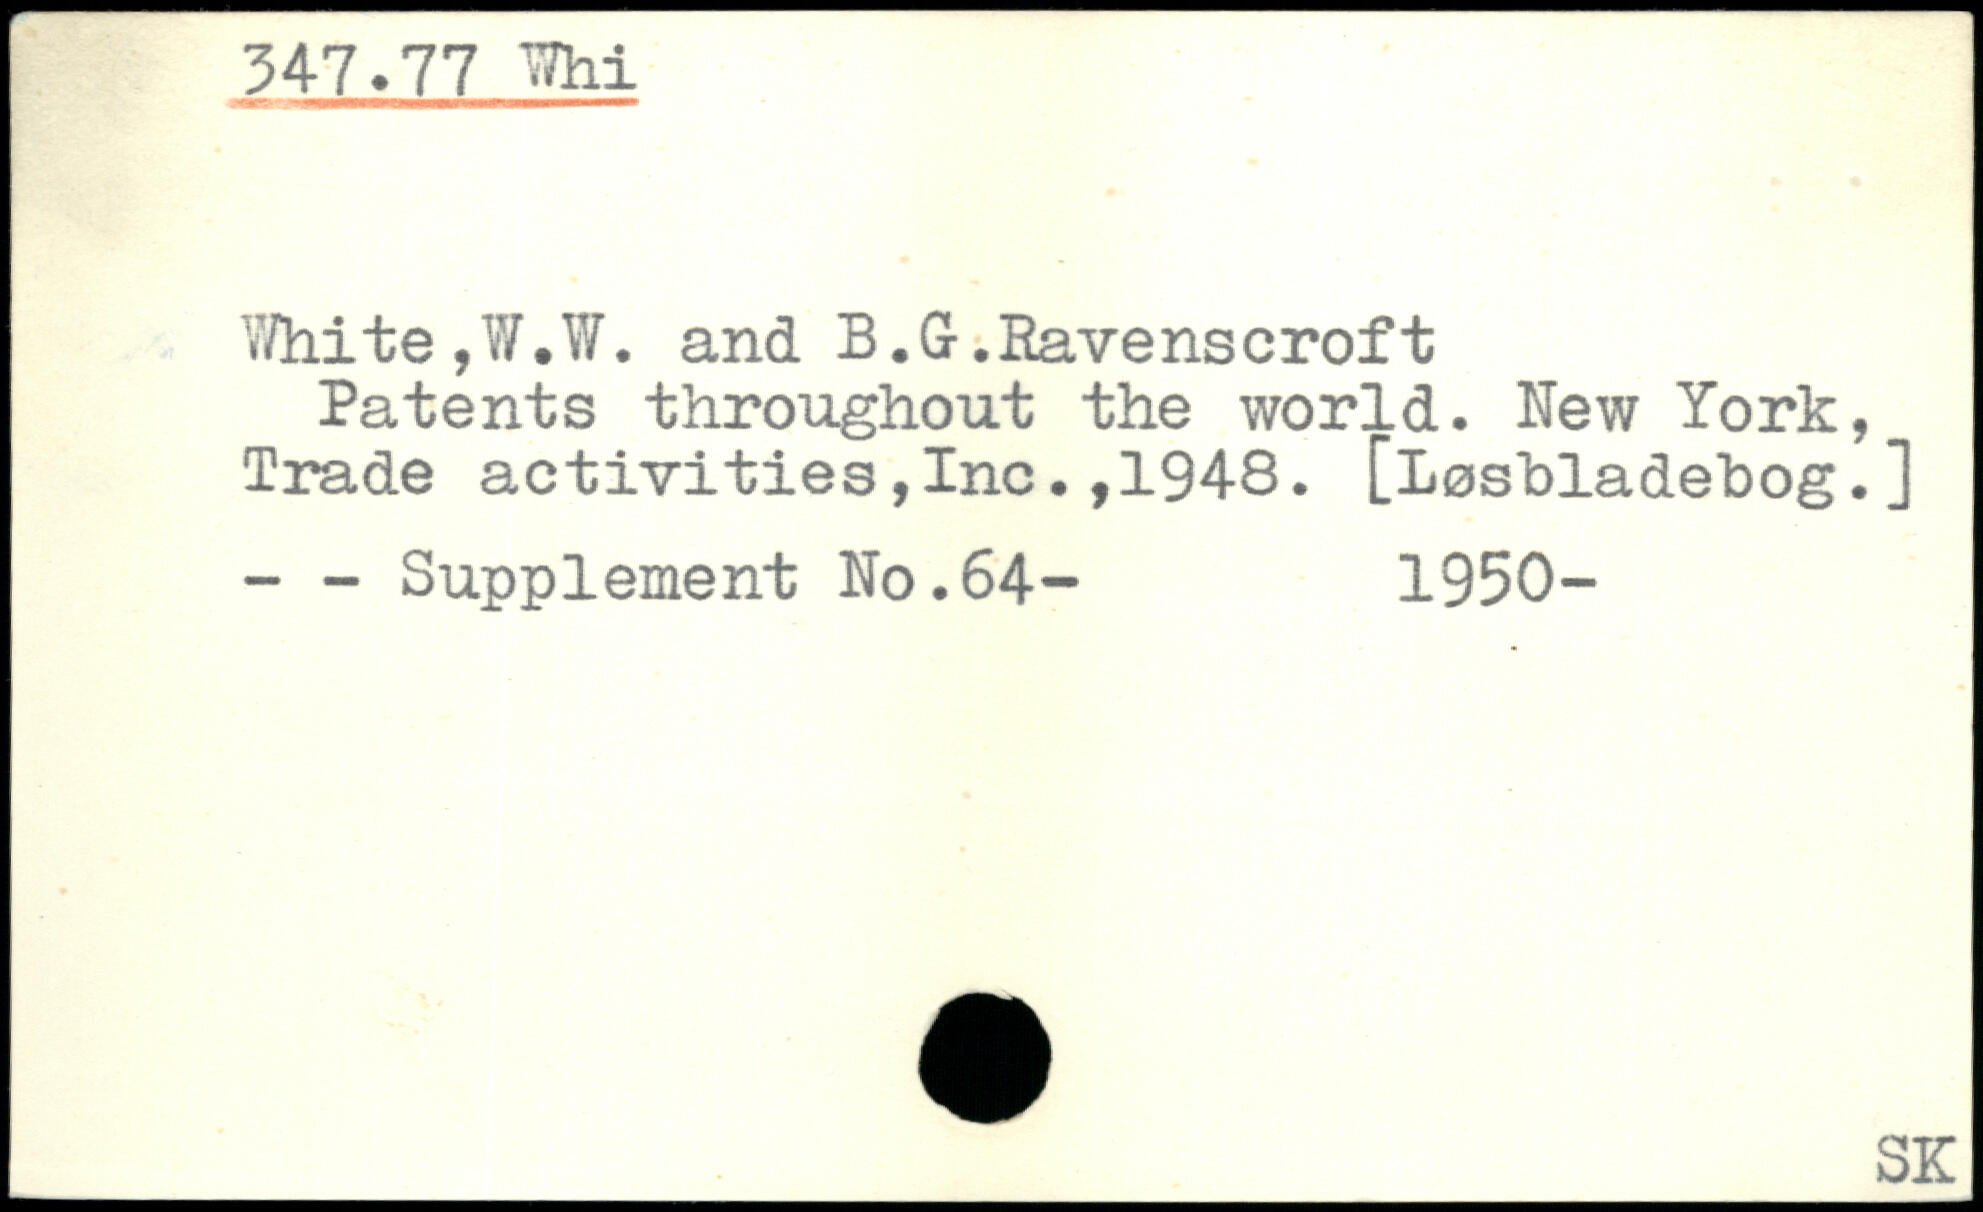 347.77 Whi
White,W.W. and B.G.Ravenscroft
Patents throughout the world. New York,
Trade activities,Inc.,1948. [Løsbladebog.]
- - Supplement No.64- 1950-
SK